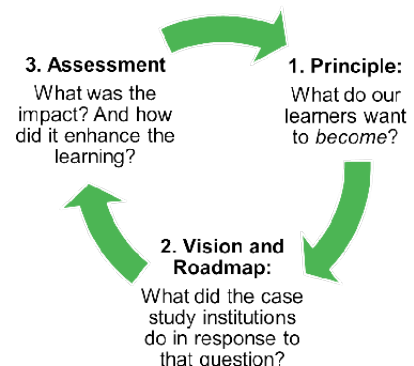 1. Principle:
What do our
learners want
to become?
2. Vision and
Roadmap:
What did the case
study institutions
do in response to
that question?
3. Assessment
What was the
impact? And how
did it enhance the
learning?